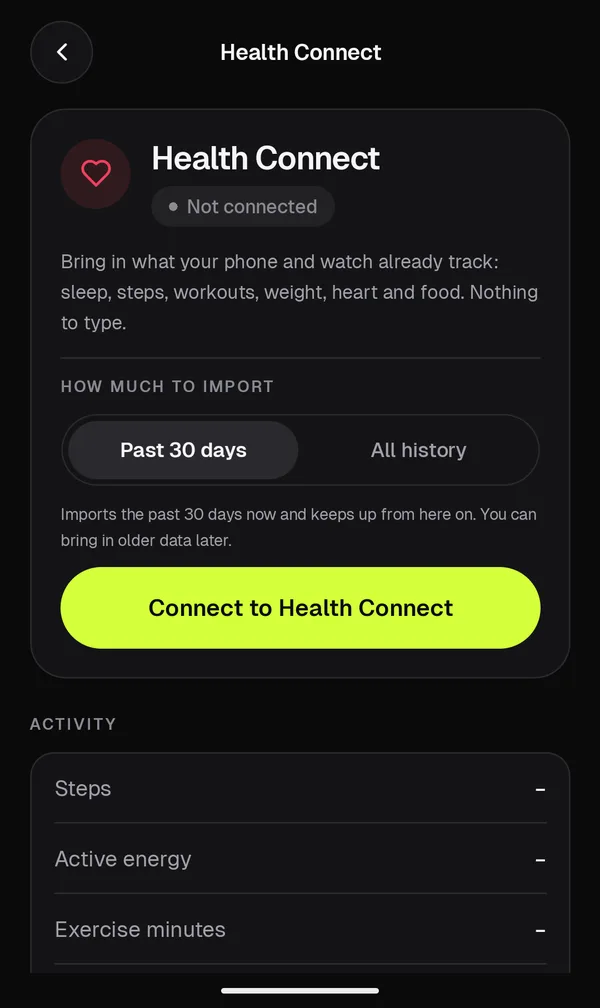 Health Connect
Health Connect
Not connected
Bring in what your phone and watch already track:
sleep, steps, workouts, weight, heart and food. Nothing
to type.
HOW MUCH TO IMPORT
Past 30 days
All history
Imports the past 30 days now and keeps up from here on. You can
bring in older data later.
Connect to Health Connect
ACTIVITY
Steps –
Active energy –
Exercise minutes –